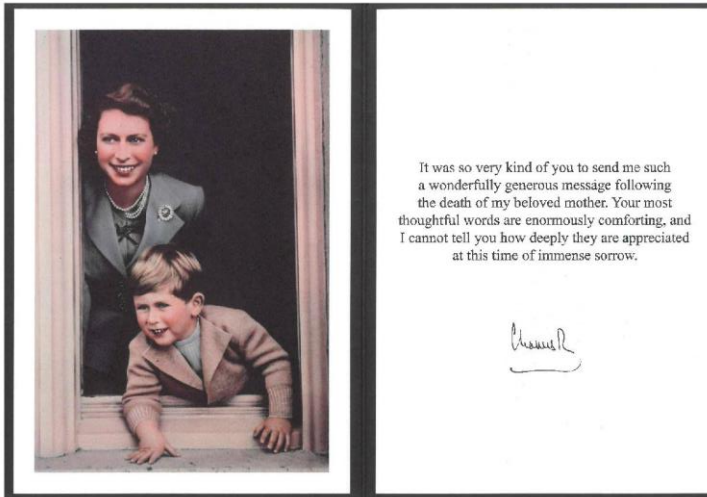 It was so very kind of you to send me such
a wonderfully generous message following
the death of my beloved mother. Your most
thoughtful words are enormously comforting, and
I cannot tell you how deeply they are appreciated
at this time of immense sorrow.
Charles R